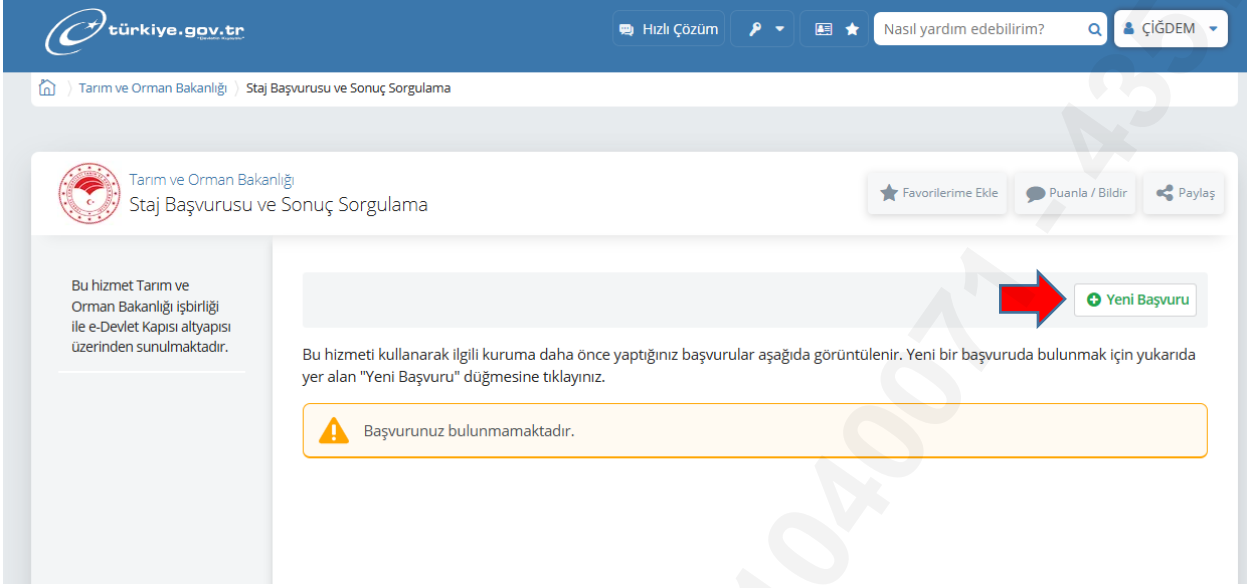 türkiye.gov.tr
Hızlı Çözüm
Nasıl yardım edebilirim?
ÇİĞDEM
Tarım ve Orman Bakanlığı
Staj Başvurusu ve Sonuç Sorgulama
Tarım ve Orman Bakanlığı
Staj Başvurusu ve Sonuç Sorgulama
Favorilerime Ekle
Puanla / Bildir
Paylaş
Bu hizmet Tarım ve
Orman Bakanlığı işbirliği
ile e-Devlet Kapısı altyapısı
üzerinden sunulmaktadır.
Yeni Başvuru
Bu hizmeti kullanarak ilgili kuruma daha önce yaptığınız başvurular aşağıda görüntülenir. Yeni bir başvuruda bulunmak için yukarıda
yer alan "Yeni Başvuru" düğmesine tıklayınız.
Başvurunuz bulunmamaktadır.